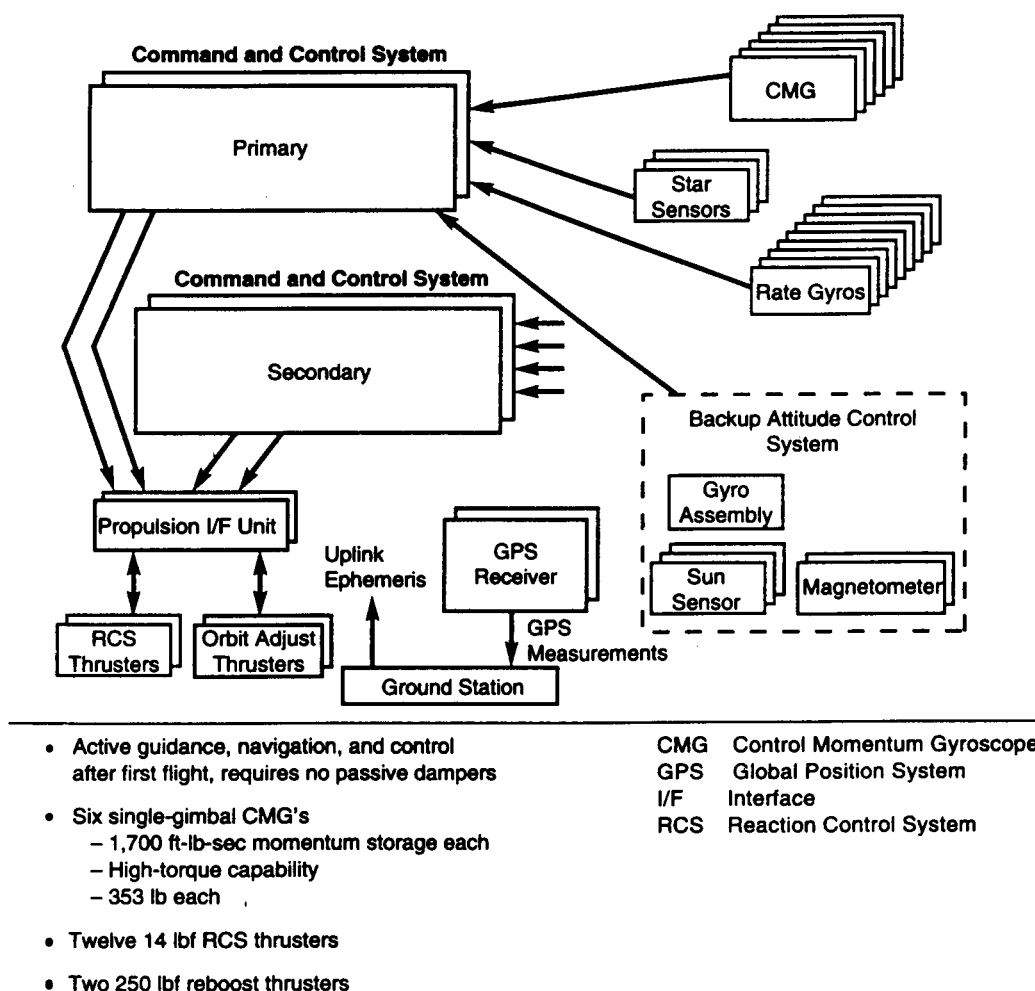 Command and Control System
Primary
CMG
Star
Sensors
Rate Gyros
Command and Control System
Secondary
Backup Attitude Control
System
Gyro
Assembly
Sun
Sensor
Magnetometer
Propulsion I/F Unit
RCS
Thrusters
Orbit Adjust
Thrusters
Uplink
Ephemeris
GPS
Receiver
GPS
Measurements
Ground Station
• Active guidance, navigation, and control
after first flight, requires no passive dampers
• Six single-gimbal CMG's
– 1,700 ft-lb-sec momentum storage each
– High-torque capability
– 353 lb each
• Twelve 14 lbf RCS thrusters
• Two 250 lbf reboost thrusters
CMG Control Momentum Gyroscope
GPS Global Position System
I/F Interface
RCS Reaction Control System